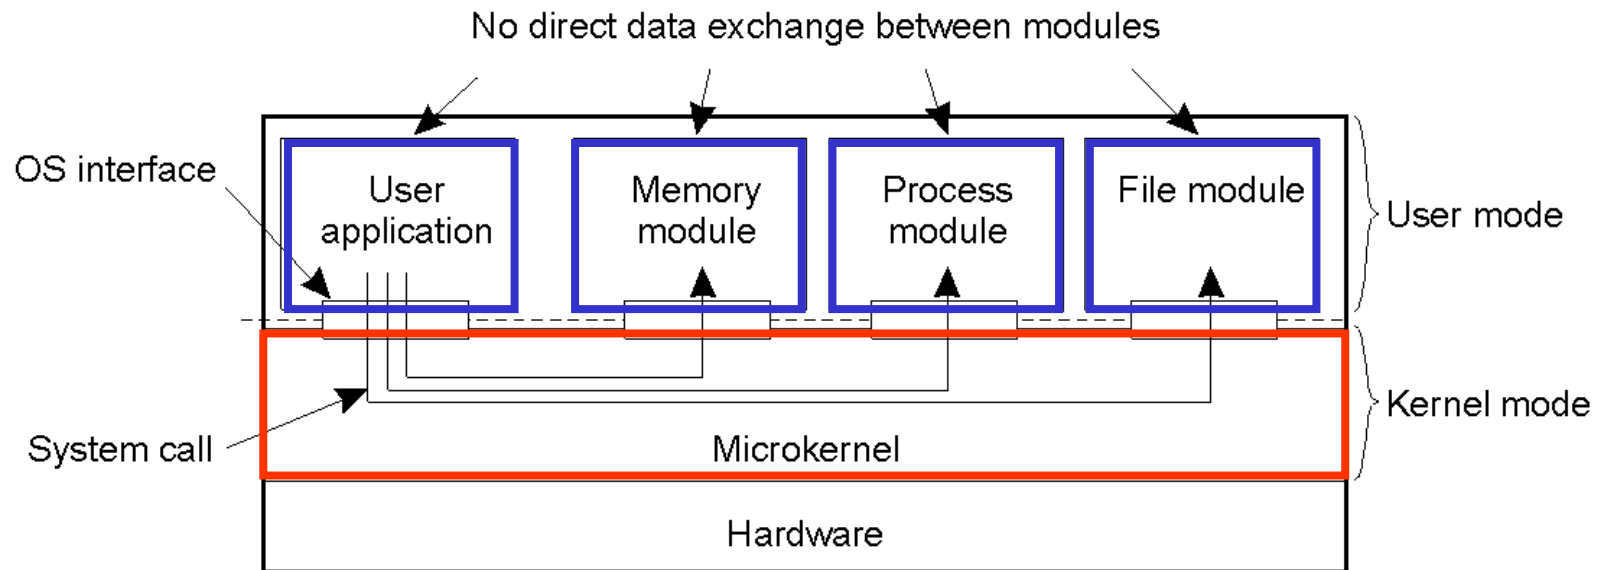 No direct data exchange between modules
OS interface
User
application
Memory
module
Process
module
File module
User mode
System call
Microkernel
Kernel mode
Hardware